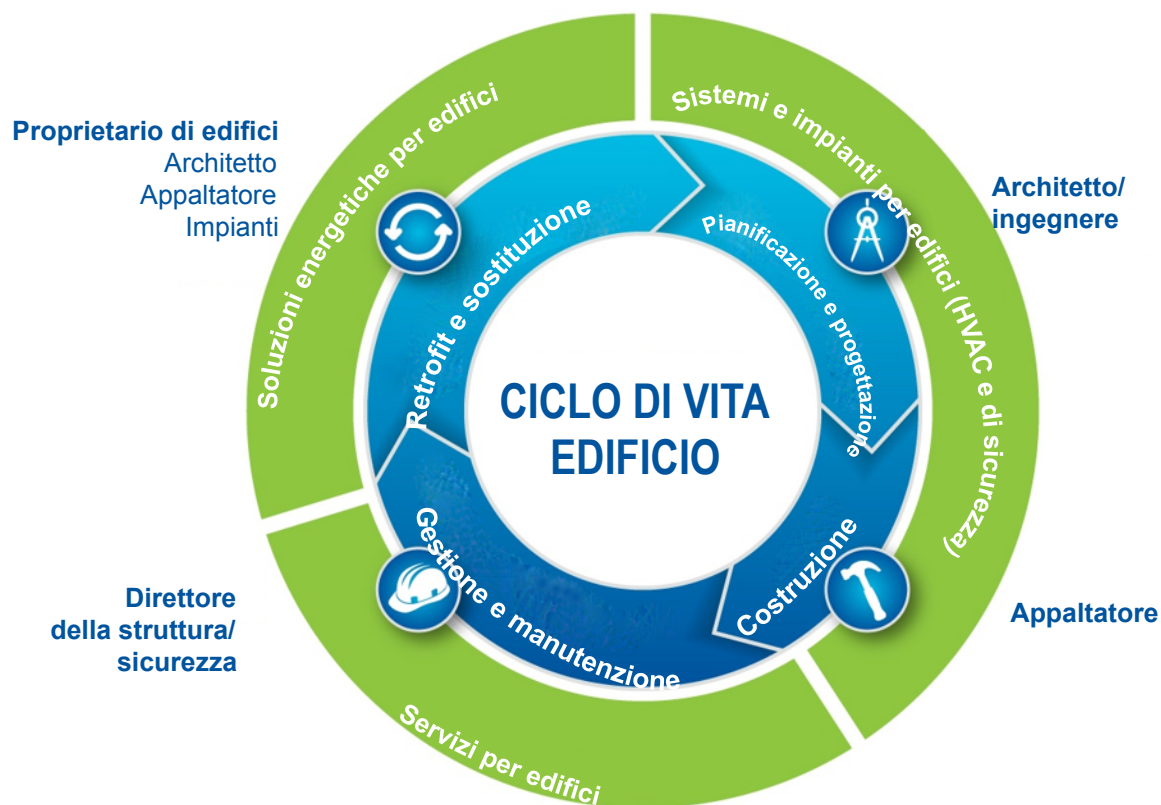 Soluzioni energetiche per edifici
Sistemi e impianti per edifici (HVAC e di sicurezza)
Proprietario di edifici
Architetto
Appaltatore
Impianti
Architetto/
ingegnere
Retrofit e sostituzione
Pianificazione e progettazione
CICLO DI VITA
EDIFICIO
Gestione e manutenzione
Costruzione
Direttore
della struttura/
sicurezza
Appaltatore
Servizi per edifici